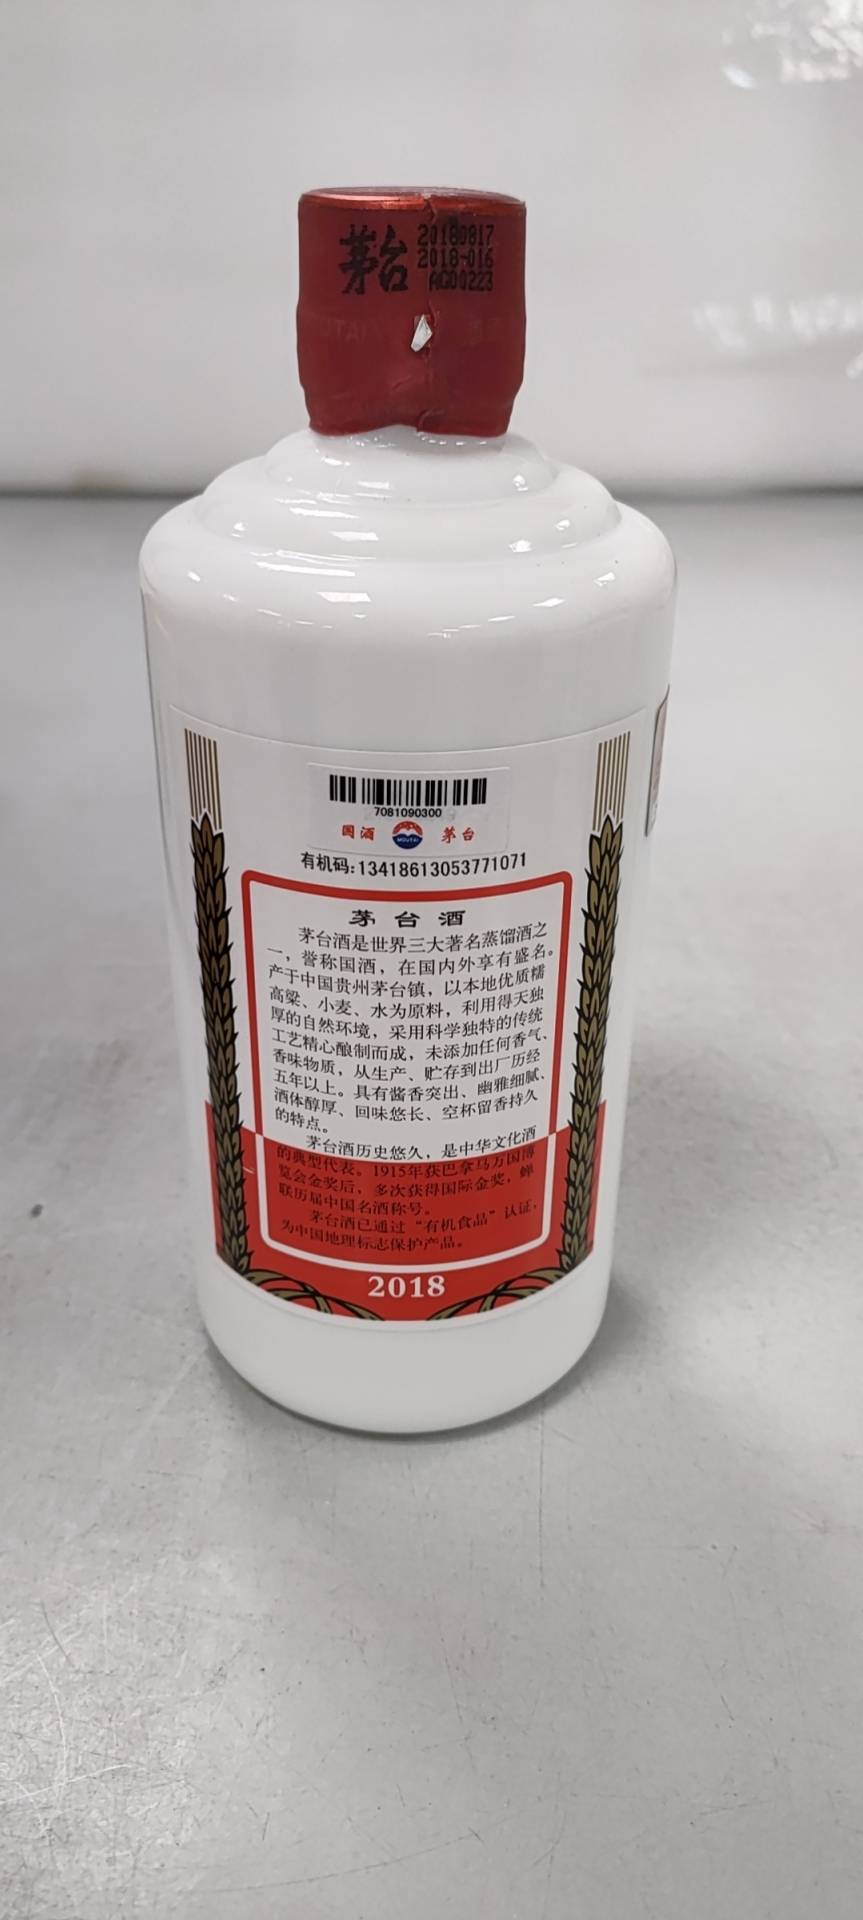 茅台
20180817
2018-016
AG00223
7081090300
国酒 MOUTAI 茅台
有机码:13418613053771071
茅台酒
茅台酒是世界三大著名蒸馏酒之
一，誉称国酒，在国内外享有盛名。
产于中国贵州茅台镇，以本地优质糯
高粱、小麦、水为原料，利用得天独
厚的自然环境，采用科学独特的传统
工艺精心酿制而成，未添加任何香气、
香味物质，从生产、贮存到出厂历经
五年以上。具有酱香突出、幽雅细腻、
酒体醇厚、回味悠长、空杯留香持久
的特点。
茅台酒历史悠久，是中华文化酒
的典型代表。1915年获巴拿马万国博
览会金奖后，多次获得国际金奖，蝉
联历届中国名酒称号。
茅台酒已通过“有机食品”认证，
为中国地理标志保护产品。
2018